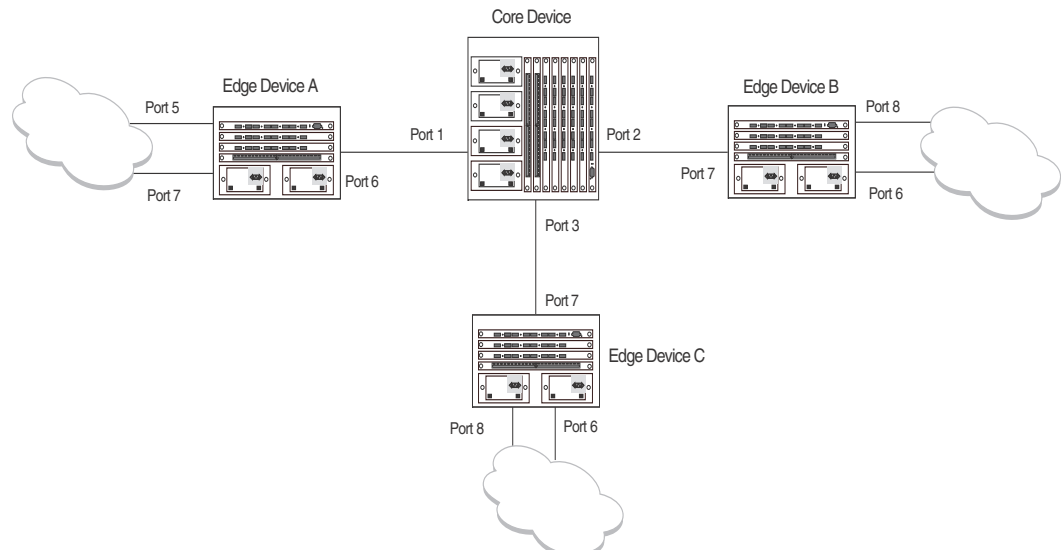 Core Device
Edge Device A
Edge Device B
Port 5
Port 8
Port 1
Port 2
Port 7
Port 6
Port 7
Port 6
Port 3
Port 7
Edge Device C
Port 8
Port 6